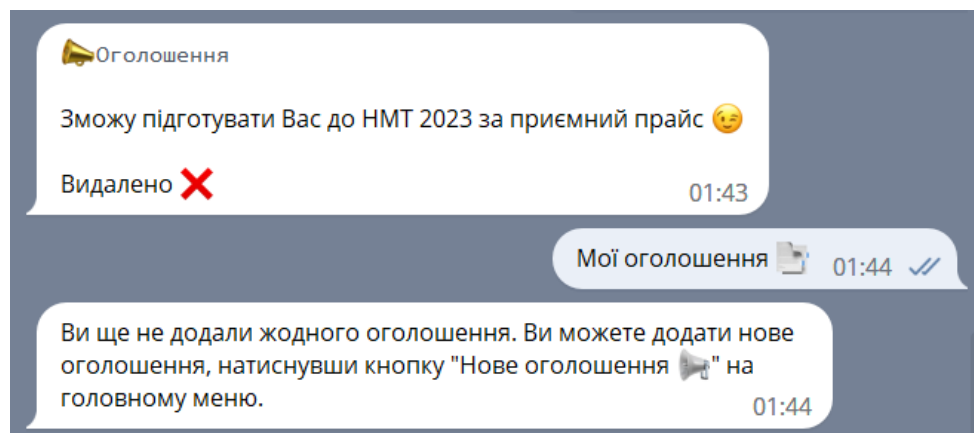 📢Оголошення
Зможу підготувати Вас до НМТ 2023 за приємний прайс 😉
Видалено ❌
01:43
Мої оголошення 📑
01:44
Ви ще не додали жодного оголошення. Ви можете додати нове
оголошення, натиснувши кнопку "Нове оголошення 📢" на
головному меню.
01:44